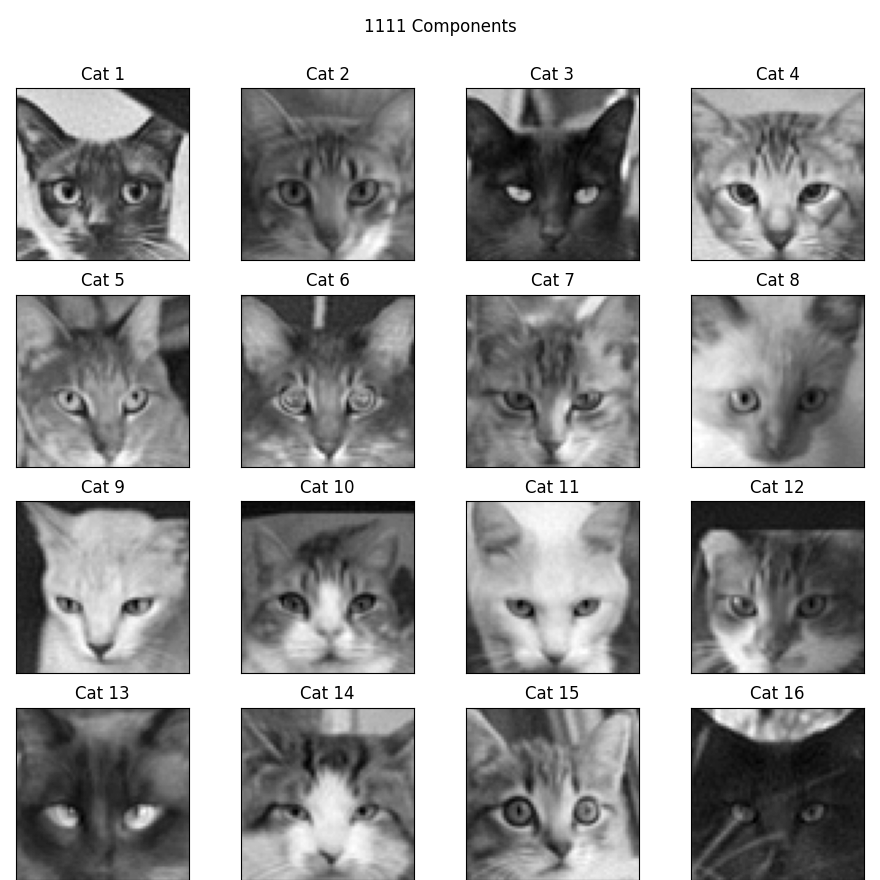 1111 Components
Cat 1 Cat 2 Cat 3 Cat 4
Cat 5 Cat 6 Cat 7 Cat 8
Cat 9 Cat 10 Cat 11 Cat 12
Cat 13 Cat 14 Cat 15 Cat 16